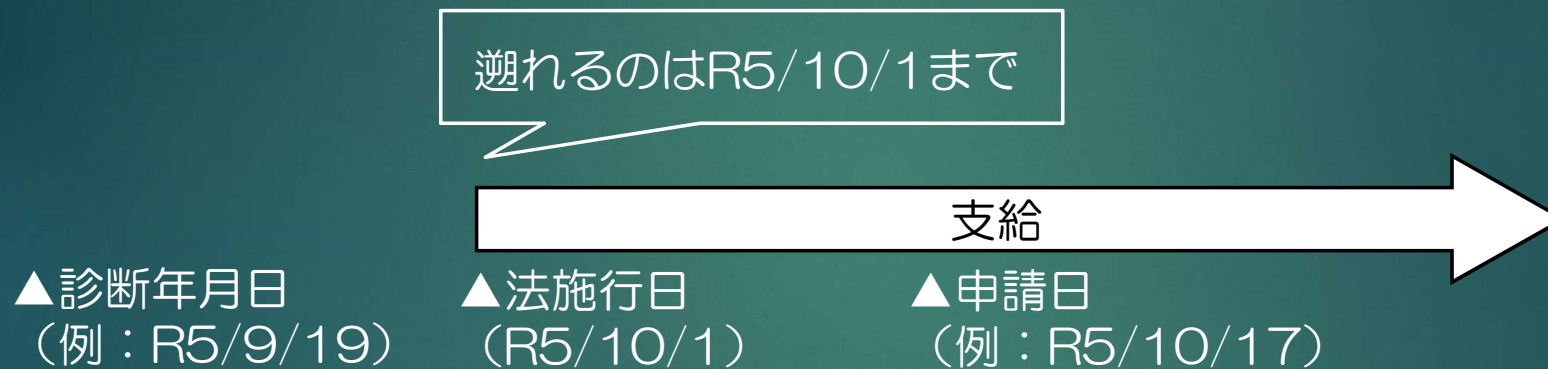 遡れるのはR5/10/1まで
支給
▲診断年月日
（例：R5/9/19）
▲法施行日
（R5/10/1）
▲申請日
（例：R5/10/17）